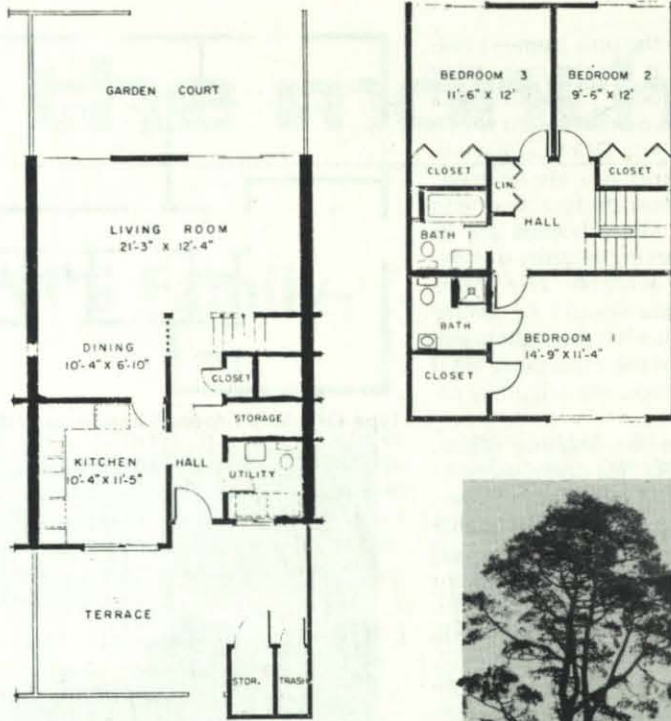 GARDEN COURT
LIVING ROOM
21'-3" X 12'-4"
DINING
10'-4" X 6'-10"
CLOSET
STORAGE
KITCHEN
10'-4" X 11'-5"
HALL
UTILITY
TERRACE
STOR.
TRASH
BEDROOM 3
11'-6" X 12'
BEDROOM 2
9'-6" X 12'
CLOSET
LIN.
CLOSET
BATH 1
HALL
BATH
BEDROOM 1
14'-9" X 11'-4"
CLOSET